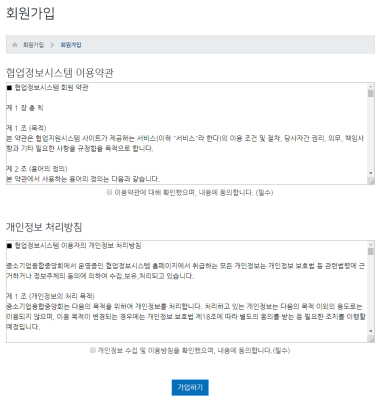 회원가입
회원가입 > 회원가입
협업정보시스템 이용약관
■ 협업정보시스템 회원 약관
제 1 장 총 칙
제 1 조 (목적)
본 약관은 협업지원시스템 사이트가 제공하는 서비스(이하 "서비스"라 한다)의 이용 조건 및 절차, 당사자간 권리, 의무, 책임사
항과 기타 필요한 사항을 규정함을 목적으로 합니다.
제 2 조 (용어의 정의)
본 약관에서 사용하는 용어의 정의는 다음과 같습니다.
이용약관에 대해 확인했으며, 내용에 동의합니다. (필수)
개인정보 처리방침
■ 협업정보시스템 이용자의 개인정보 처리방침
중소기업융합중앙회에서 운영중인 협업정보시스템 홈페이지에서 취급하는 모든 개인정보는 개인정보 보호법 등 관련법령에 근
거하거나 정보주체의 동의에 의하여 수집,보유,처리되고 있습니다.
제 1 조 (개인정보의 처리 목적)
중소기업융합중앙회는 다음의 목적을 위하여 개인정보를 처리합니다. 처리하고 있는 개인정보는 다음의 목적 이외의 용도로는
이용되지 않으며, 이용 목적이 변경되는 경우에는 개인정보 보호법 제18조에 따라 별도의 동의를 받는 등 필요한 조치를 이행할
예정입니다.
개인정보 수집 및 이용방침을 확인했으며, 내용에 동의합니다.(필수)
가입하기